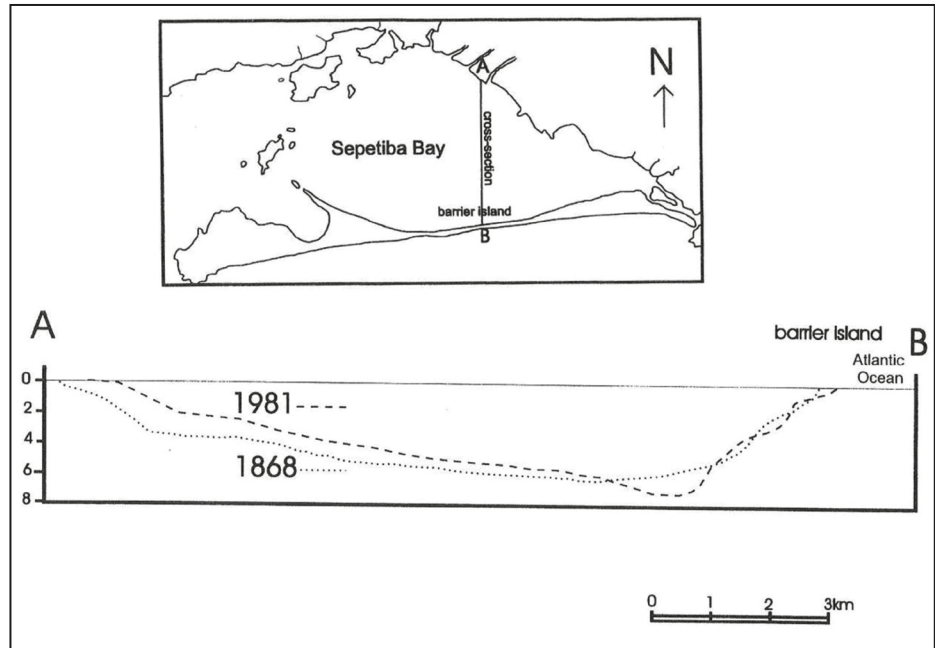 A
N
Sepetiba Bay
cross-section
barrier island
B
A
barrier island
B
Atlantic
Ocean
0
2
4
6
8
1981
1868
0 1 2 3km